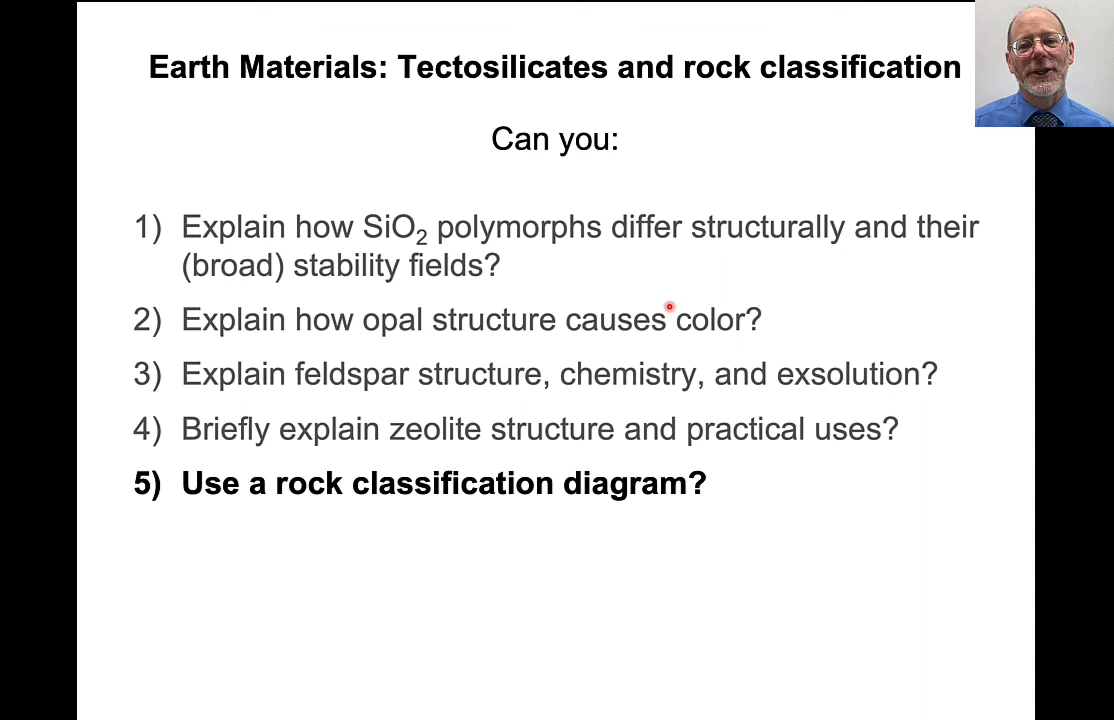 Earth Materials: Tectosilicates and rock classification
Can you:
1) Explain how SiO₂ polymorphs differ structurally and their
(broad) stability fields?
2) Explain how opal structure causes color?
3) Explain feldspar structure, chemistry, and exsolution?
4) Briefly explain zeolite structure and practical uses?
5) Use a rock classification diagram?